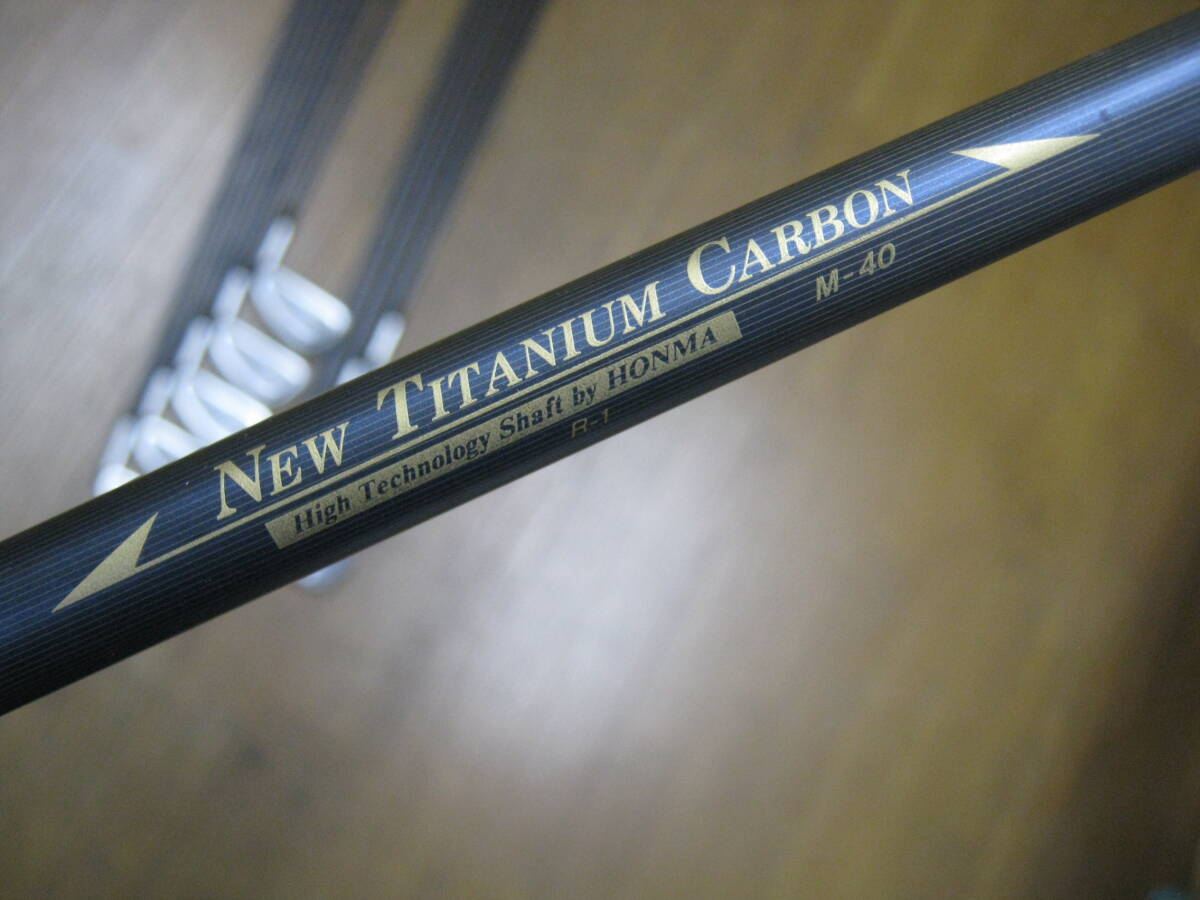 NEW TITANIUM CARBON
M-40
High Technology Shaft by HONMA
R-1